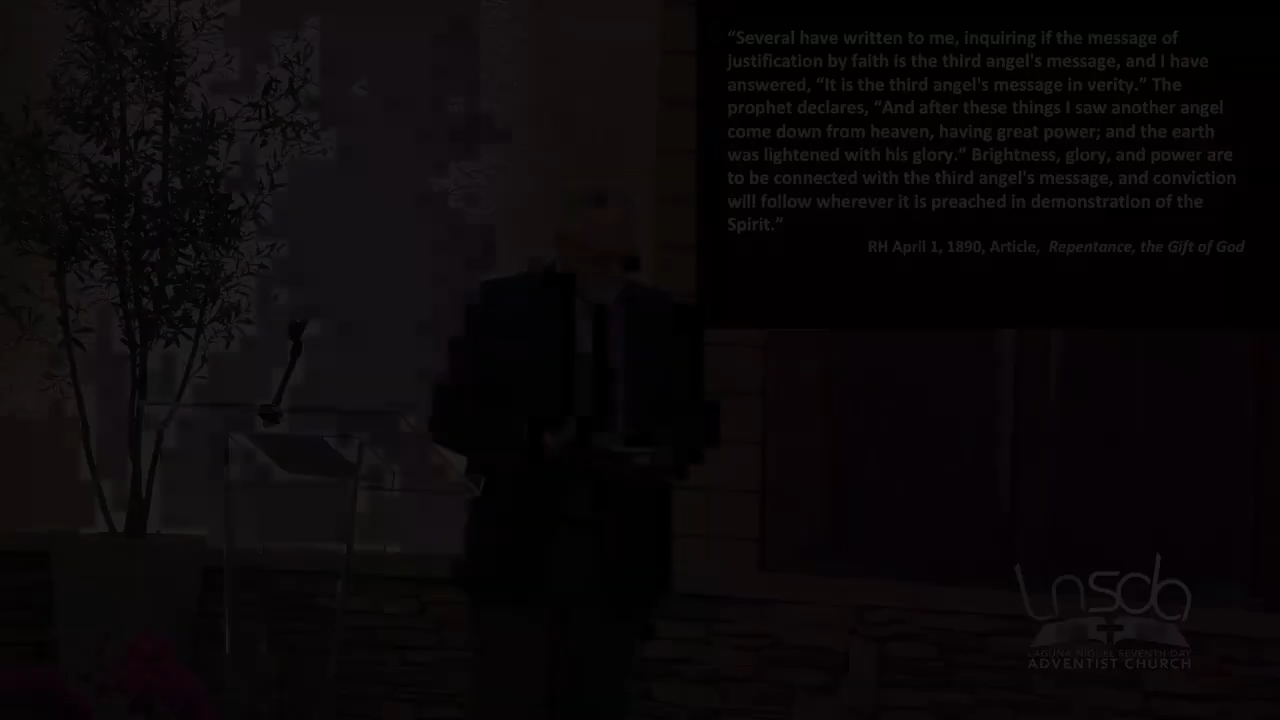 “Several have written to me, inquiring if the message of
justification by faith is the third angel's message, and I have
answered, “It is the third angel's message in verity.” The
prophet declares, “And after these things I saw another angel
come down from heaven, having great power; and the earth
was lightened with his glory.” Brightness, glory, and power are
to be connected with the third angel's message, and conviction
will follow wherever it is preached in demonstration of the
Spirit.”
RH April 1, 1890, Article, Repentance, the Gift of God
Lnsda
LAGUNA NIGUEL SEVENTH-DAY
ADVENTIST CHURCH